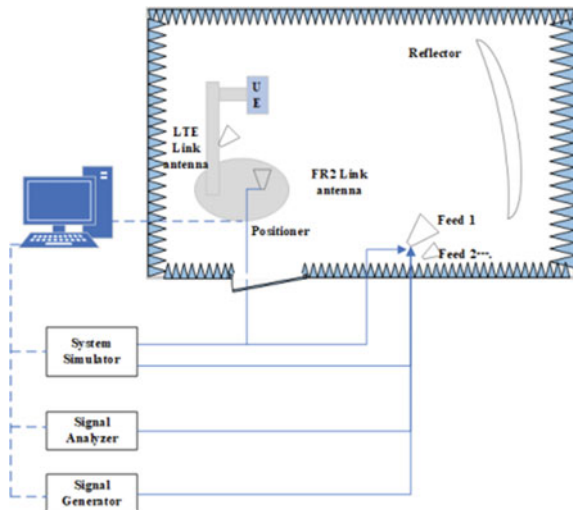 Reflector
U
E
LTE
Link
antenna
FR2 Link
antenna
Positioner
Feed 1
Feed 2···.
System
Simulator
Signal
Analyzer
Signal
Generator